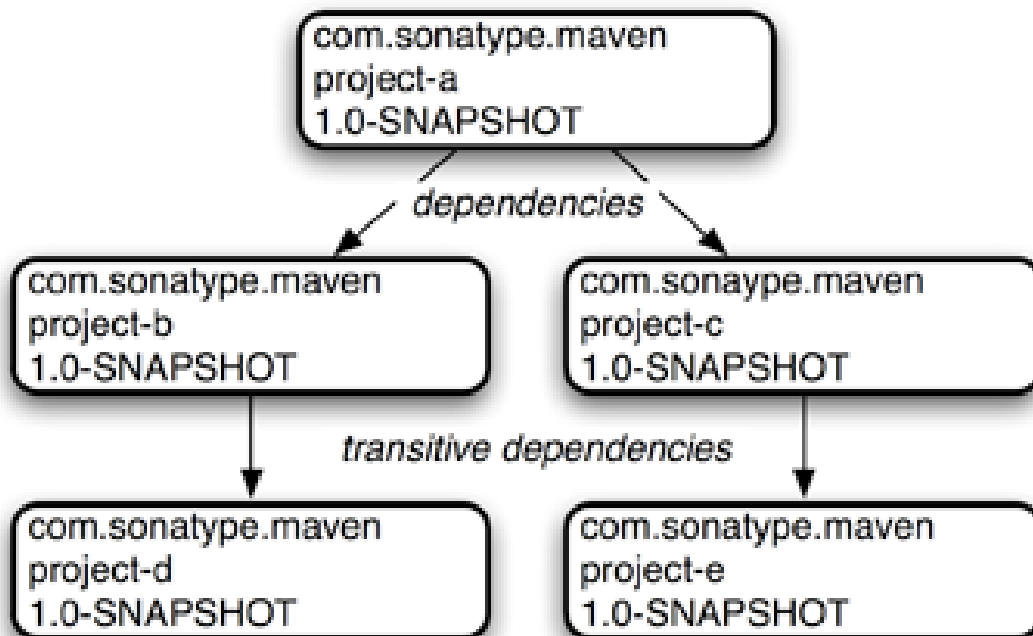 com.sonatype.maven
project-a
1.0-SNAPSHOT
dependencies
com.sonatype.maven
project-b
1.0-SNAPSHOT
com.sonaype.maven
project-c
1.0-SNAPSHOT
transitive dependencies
com.sonatype.maven
project-d
1.0-SNAPSHOT
com.sonatype.maven
project-e
1.0-SNAPSHOT